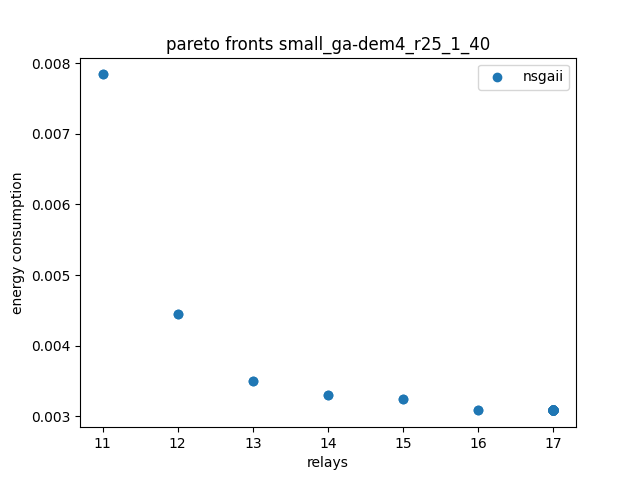 pareto fronts small_ga-dem4_r25_1_40
nsgaii
energy consumption
0.008
0.007
0.006
0.005
0.004
0.003
11 12 13 14 15 16 17
relays